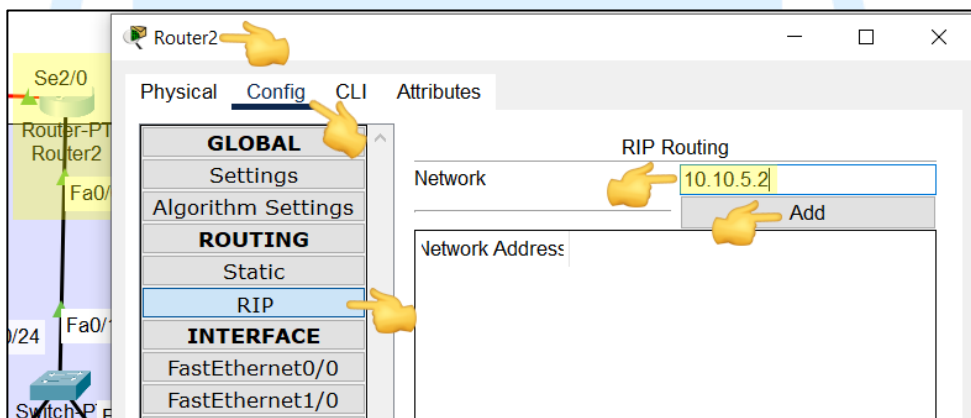 Router2
Physical Config CLI Attributes
Se2/0
Router-PT
Router2
Fa0/
GLOBAL
Settings
Algorithm Settings
ROUTING
Static
RIP
INTERFACE
FastEthernet0/0
FastEthernet1/0
RIP Routing
Network
10.10.5.2
Add
Network Address
0/24
Fa0/1
Switch-P